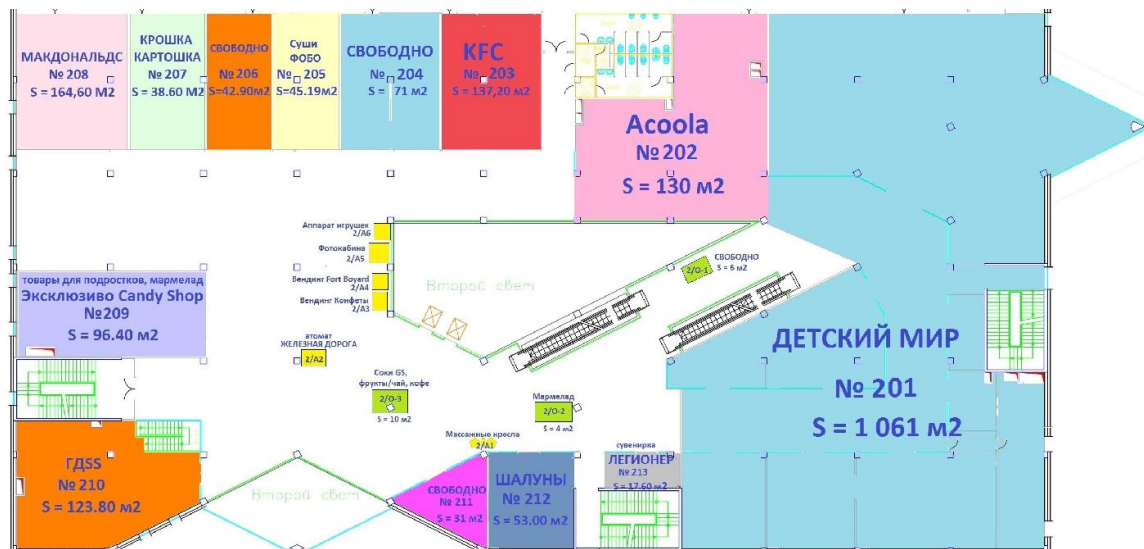 МАКДОНАЛЬДС
№ 208
S = 164,60 М2
КРОШКА
КАРТОШКА
№ 207
S = 38.60 М2
СВОБОДНО
№ 206
S=42.90м2
Суши
ФОБО
№ 205
S=45.19м2
СВОБОДНО
№ 204
S = 71 м2
KFC
№ 203
S = 137,20 м2
Acoola
№ 202
S = 130 м2
Аппарат игрушек
2/А6
Фотокабина
2/А5
Вендинг Fort Boyard
2/А4
Вендинг Конфеты
2/А3
Второй свет
СВОБОДНО
S = 6 м2
2/О-1
товары для подростков, мармелад
Эксклюзиво Candy Shop
№209
S = 96.40 м2
атомат
ЖЕЛЕЗНАЯ ДОРОГА
2/А2
ДЕТСКИЙ МИР
№ 201
S = 1 061 м2
Соки G5,
фрукты/чай, кофе
2/О-3
S = 10 м2
Мармелад
2/О-2
S = 4 м2
Массажные кресла
2/А1
ГДSS
№ 210
S = 123.80 м2
Второй свет
СВОБОДНО
№ 211
S = 31 м2
ШАЛУНЫ
№ 212
S = 53.00 м2
сувенирка
ЛЕГИОНЕР
№ 213
S = 17.60 м2